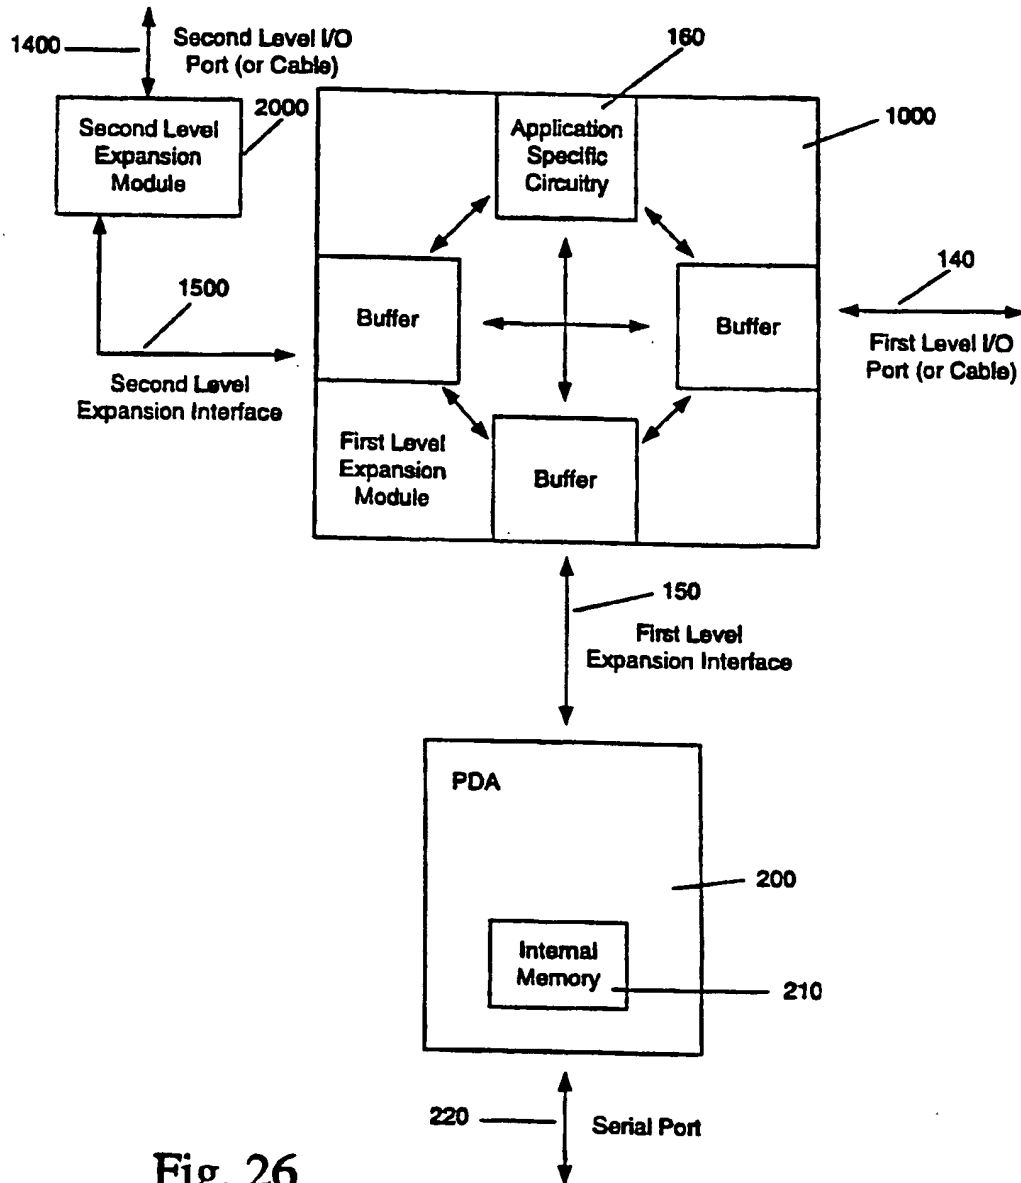 1400
Second Level I/O
Port (or Cable)
160
2000
Second Level
Expansion
Module
Application
Specific
Circuitry
1000
1500
Buffer
Buffer
140
First Level I/O
Port (or Cable)
Second Level
Expansion Interface
First Level
Expansion
Module
Buffer
150
First Level
Expansion Interface
PDA
200
Internal
Memory
210
220
Serial Port
Fig. 26